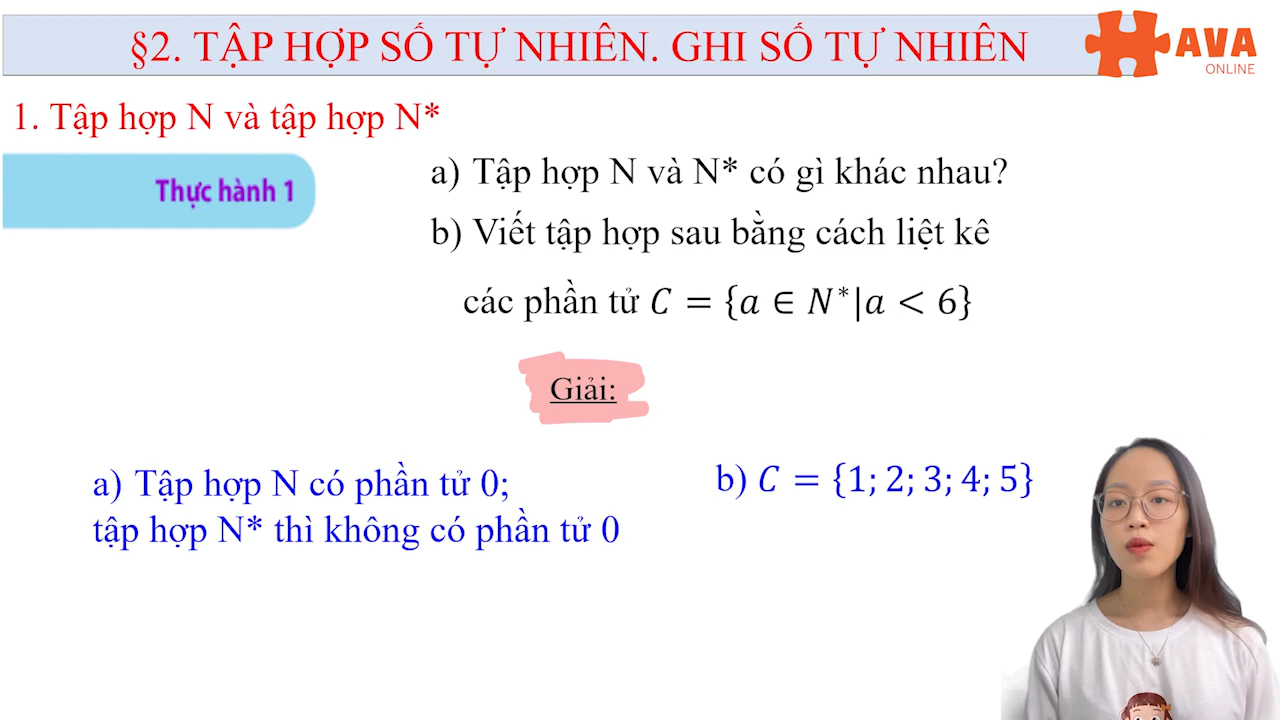 §2. TẬP HỢP SỐ TỰ NHIÊN. GHI SỐ TỰ NHIÊN
AVA
ONLINE
1. Tập hợp N và tập hợp N*
Thực hành 1
a) Tập hợp N và N* có gì khác nhau?
b) Viết tập hợp sau bằng cách liệt kê
các phần tử C = {a ∈ N*|a < 6}
Giải:
a) Tập hợp N có phần tử 0;
tập hợp N* thì không có phần tử 0
b) C = {1; 2; 3; 4; 5}